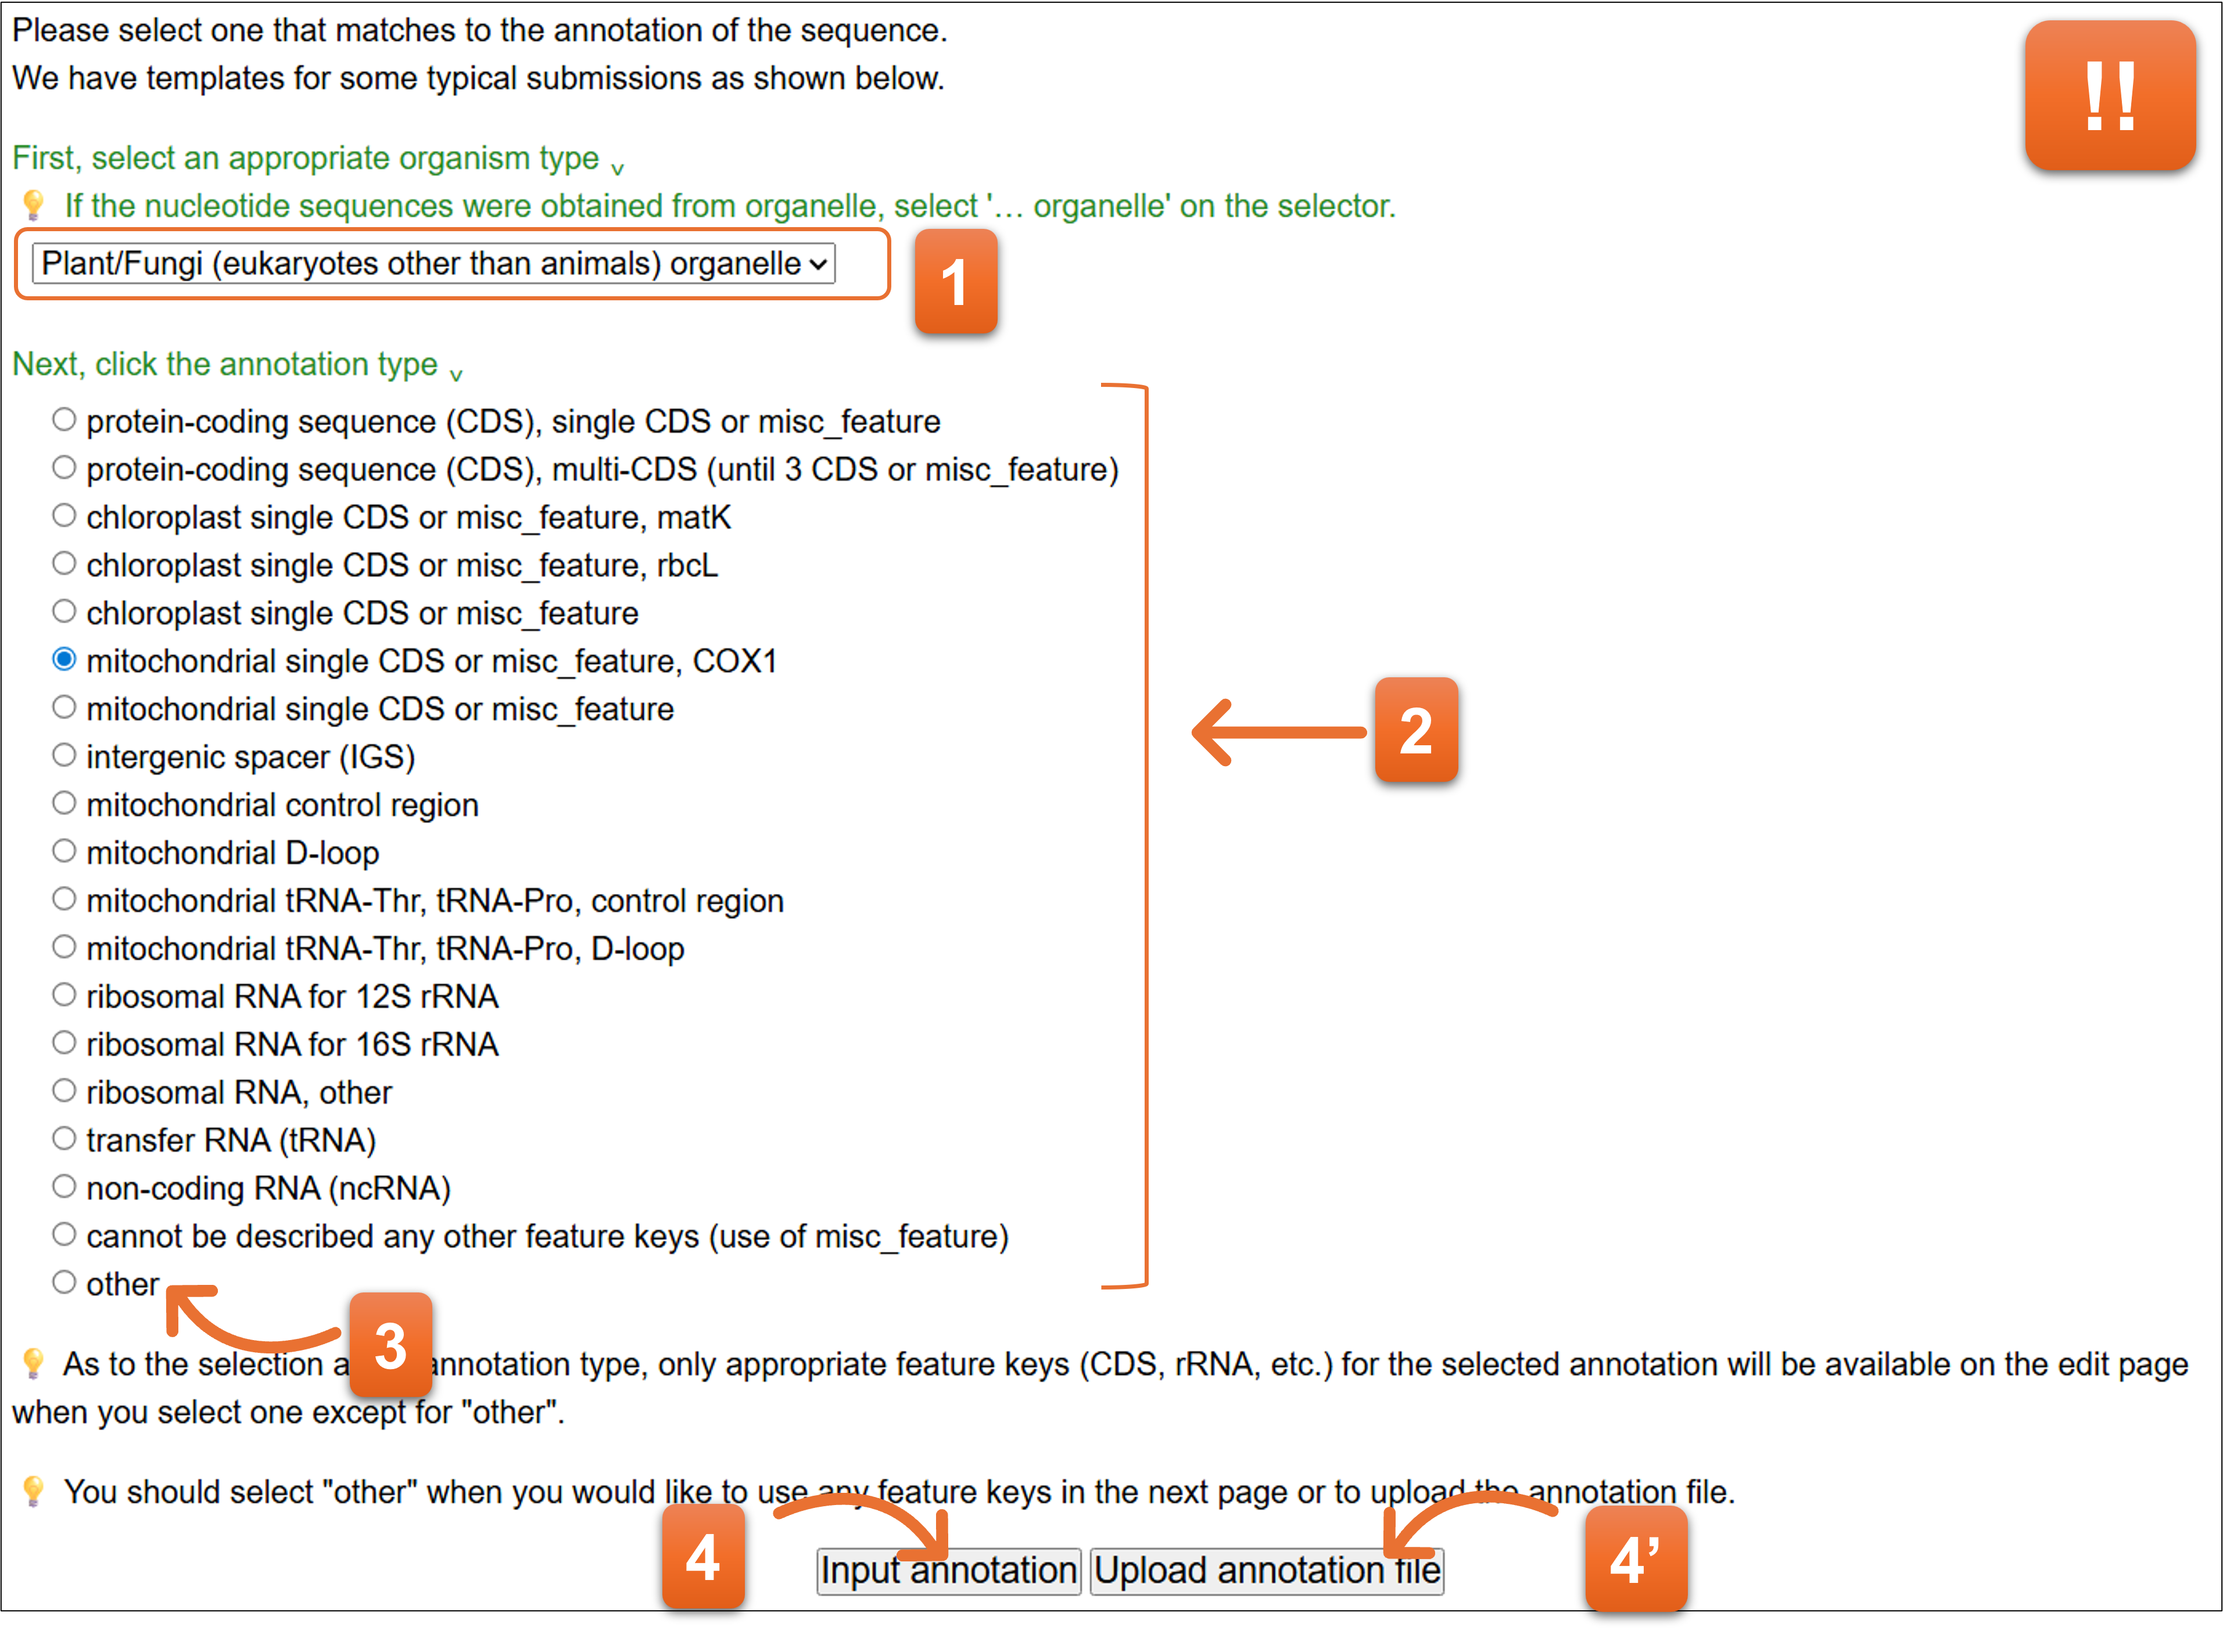 Please select one that matches to the annotation of the sequence.
We have templates for some typical submissions as shown below.
!!
First, select an appropriate organism type v
If the nucleotide sequences were obtained from organelle, select '... organelle' on the selector.
Plant/Fungi (eukaryotes other than animals) organelle
1
Next, click the annotation type v
protein-coding sequence (CDS), single CDS or misc_feature
protein-coding sequence (CDS), multi-CDS (until 3 CDS or misc_feature)
chloroplast single CDS or misc_feature, matK
chloroplast single CDS or misc_feature, rbcL
chloroplast single CDS or misc_feature
mitochondrial single CDS or misc_feature, COX1
mitochondrial single CDS or misc_feature
2
intergenic spacer (IGS)
mitochondrial control region
mitochondrial D-loop
mitochondrial tRNA-Thr, tRNA-Pro, control region
mitochondrial tRNA-Thr, tRNA-Pro, D-loop
ribosomal RNA for 12S rRNA
ribosomal RNA for 16S rRNA
ribosomal RNA, other
transfer RNA (tRNA)
non-coding RNA (ncRNA)
cannot be described any other feature keys (use of misc_feature)
other
3
As to the selection a annotation type, only appropriate feature keys (CDS, rRNA, etc.) for the selected annotation will be available on the edit page
when you select one except for "other".
You should select "other" when you would like to use any feature keys in the next page or to upload the annotation file.
4
Input annotation
Upload annotation file
4’